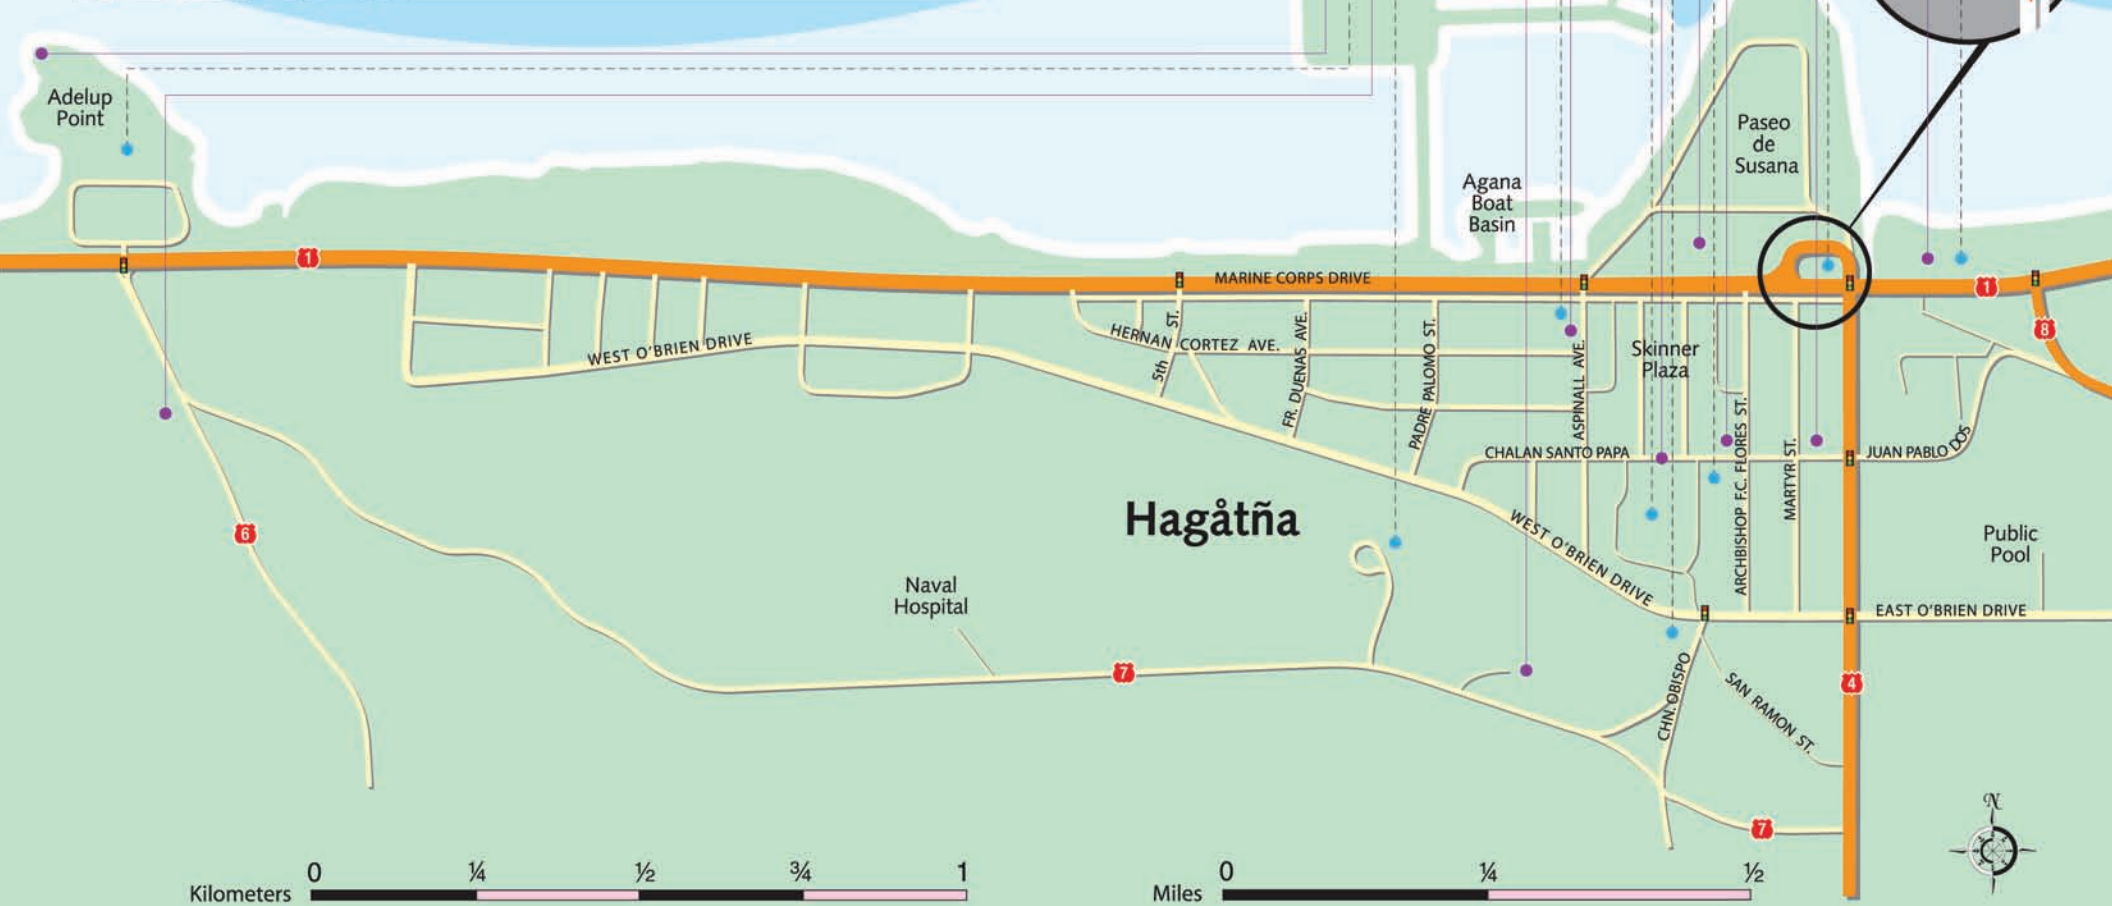 Adelup
Point
Paseo
de
Susana
Agana
Boat
Basin
1
MARINE CORPS DRIVE
1
8
HERNAN CORTEZ AVE.
5th ST.
FR. DUENAS AVE.
PADRE PALOMO ST.
ASPINALL AVE.
Skinner
Plaza
WEST O'BRIEN DRIVE
CHALAN SANTO PAPA
ARCHBISHOP F.C. FLORES ST.
MARTYR ST.
JUAN PABLO DOS
Hagåtña
WEST O'BRIEN DRIVE
6
Public
Pool
Naval
Hospital
EAST O'BRIEN DRIVE
7
CHN. OBISPO
SAN RAMON ST.
4
7
N
0 ¼ ½ ¾ 1
Kilometers
0 ¼ ½
Miles